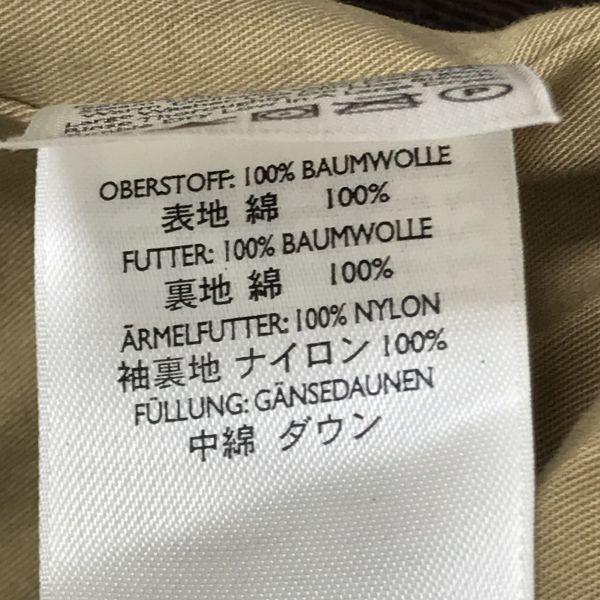 OBERSTOFF: 100% BAUMWOLLE
表地 綿 100%
FUTTER: 100% BAUMWOLLE
裏地 綿 100%
ÄRMELFUTTER: 100% NYLON
袖裏地 ナイロン 100%
FÜLLUNG: GÄNSEDAUNEN
中綿 ダウン